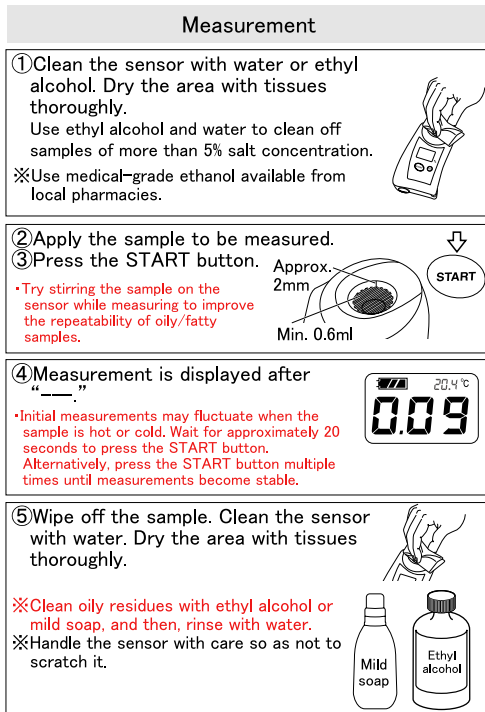 Measurement
①Clean the sensor with water or ethyl
alcohol. Dry the area with tissues
thoroughly.
Use ethyl alcohol and water to clean off
samples of more than 5% salt concentration.
※Use medical-grade ethanol available from
local pharmacies.
②Apply the sample to be measured.
③Press the START button.
・Try stirring the sample on the
sensor while measuring to improve
the repeatability of oily/fatty
samples.
Approx.
2mm
Min. 0.6ml
START
④Measurement is displayed after
“---.”
・Initial measurements may fluctuate when the
sample is hot or cold. Wait for approximately 20
seconds to press the START button.
Alternatively, press the START button multiple
times until measurements become stable.
20.4℃
0.09
⑤Wipe off the sample. Clean the sensor
with water. Dry the area with tissues
thoroughly.
※Clean oily residues with ethyl alcohol or
mild soap, and then, rinse with water.
※Handle the sensor with care so as not to
scratch it.
Mild
soap
Ethyl
alcohol